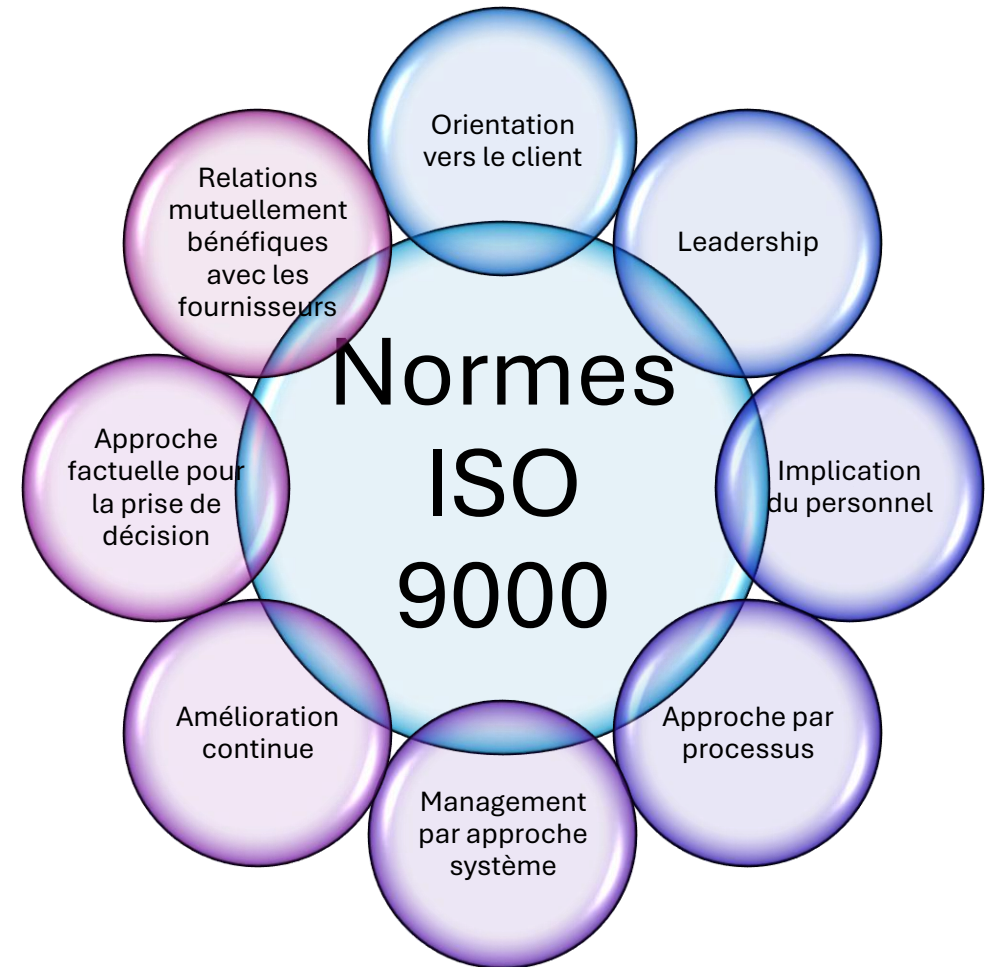 Orientation
vers le client
Leadership
Implication
du personnel
Approche par
processus
Management
par approche
système
Amélioration
continue
Approche
factuelle pour
la prise de
décision
Relations
mutuellement
bénéfiques
avec les
fournisseurs
Normes
ISO
9000